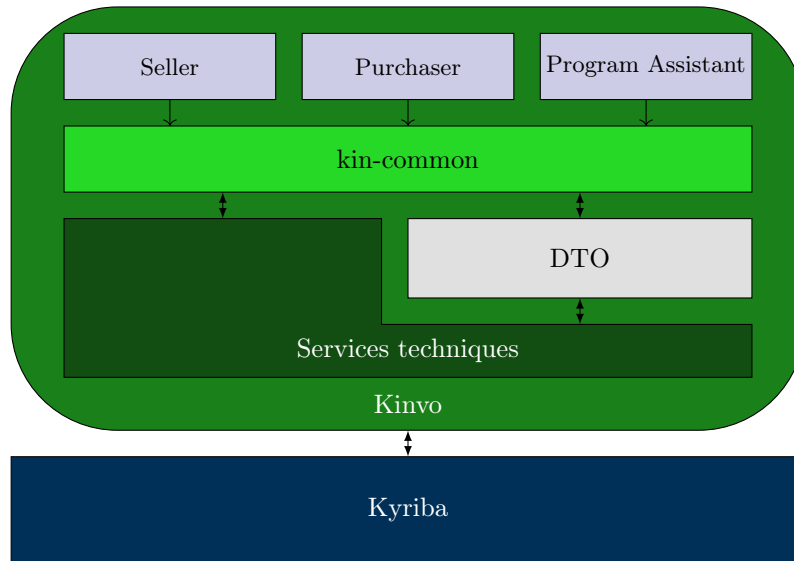 Seller
Purchaser
Program Assistant
kin-common
DTO
Services techniques
Kinvo
Kyriba